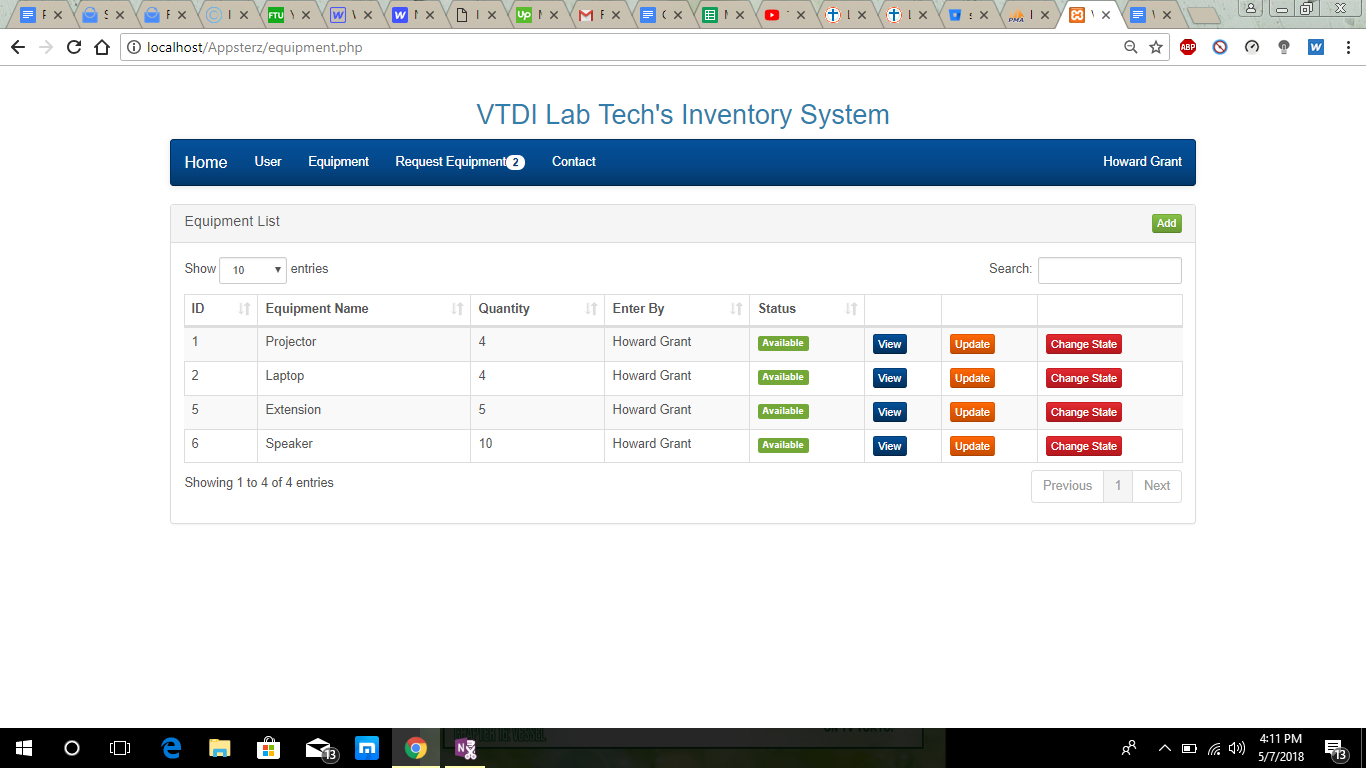 localhost/Appsterz/equipment.php
VTDI Lab Tech's Inventory System
Home User Equipment Request Equipment 2 Contact Howard Grant
Equipment List Add
Show 10 entries Search:
ID Equipment Name Quantity Enter By Status
1 Projector 4 Howard Grant Available View Update Change State
2 Laptop 4 Howard Grant Available View Update Change State
5 Extension 5 Howard Grant Available View Update Change State
6 Speaker 10 Howard Grant Available View Update Change State
Showing 1 to 4 of 4 entries Previous 1 Next
4:11 PM
13 13
5/7/2018